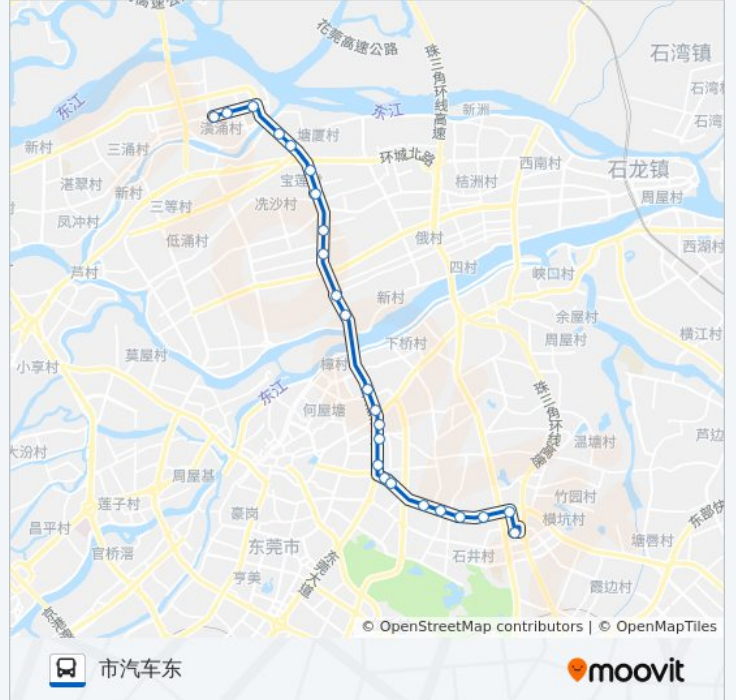 花莞高速公路
珠三角环线高速
石湾镇
东江
东江
新洲
石湾
潢涌村
塘厦村
新村
三涌村
环城北路
西南村
石龙镇
湛翠村
新村
宝莲
桔洲村
周屋村
三等村
冼沙村
凤冲村
低涌村
俄村
西湖村
芦村
四村
峡口村
新村
余屋村
周屋村
横江村
下桥村
莫屋村
小享村
樟村
东江
珠三角环线高速
何屋塘
芦边
大汾村
温塘村
周屋基
竹园村
莲子村
豪岗
横坑村
东部快
昌平村
塘唇村
官桥滘
东莞市
石井村
东莞大道
亨美
霞边村
© OpenStreetMap contributors | © OpenMapTiles
市汽车东
moovit